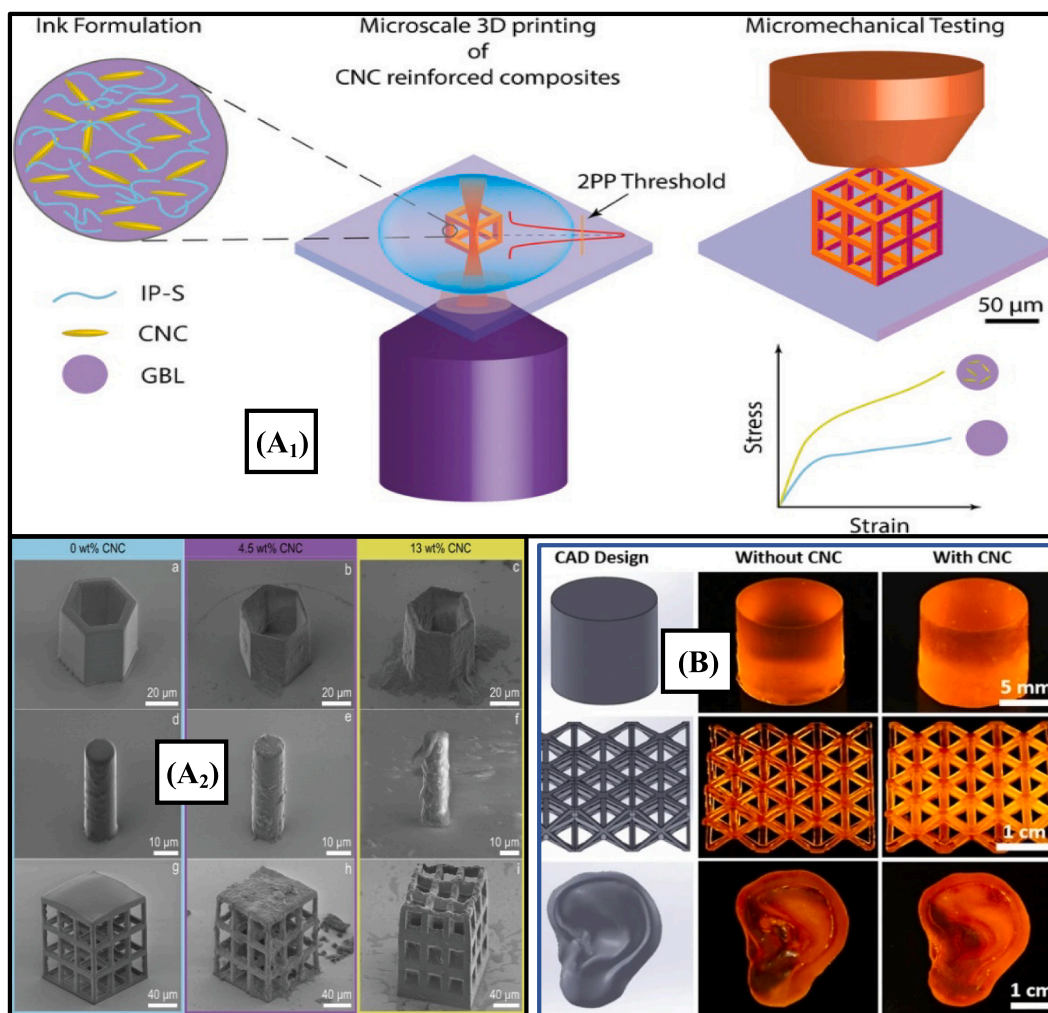 Ink Formulation
Microscale 3D printing
of
CNC reinforced composites
Micromechanical Testing
2PP Threshold
IP-S
CNC
GBL
50 µm
Stress
Strain
(A₁)
0 wt% CNC
4.5 wt% CNC
13 wt% CNC
a
b
c
20 µm
20 µm
20 µm
d
e
f
(A₂)
10 µm
10 µm
10 µm
g
h
i
40 µm
40 µm
40 µm
CAD Design
Without CNC
With CNC
(B)
5 mm
1 cm
1 cm